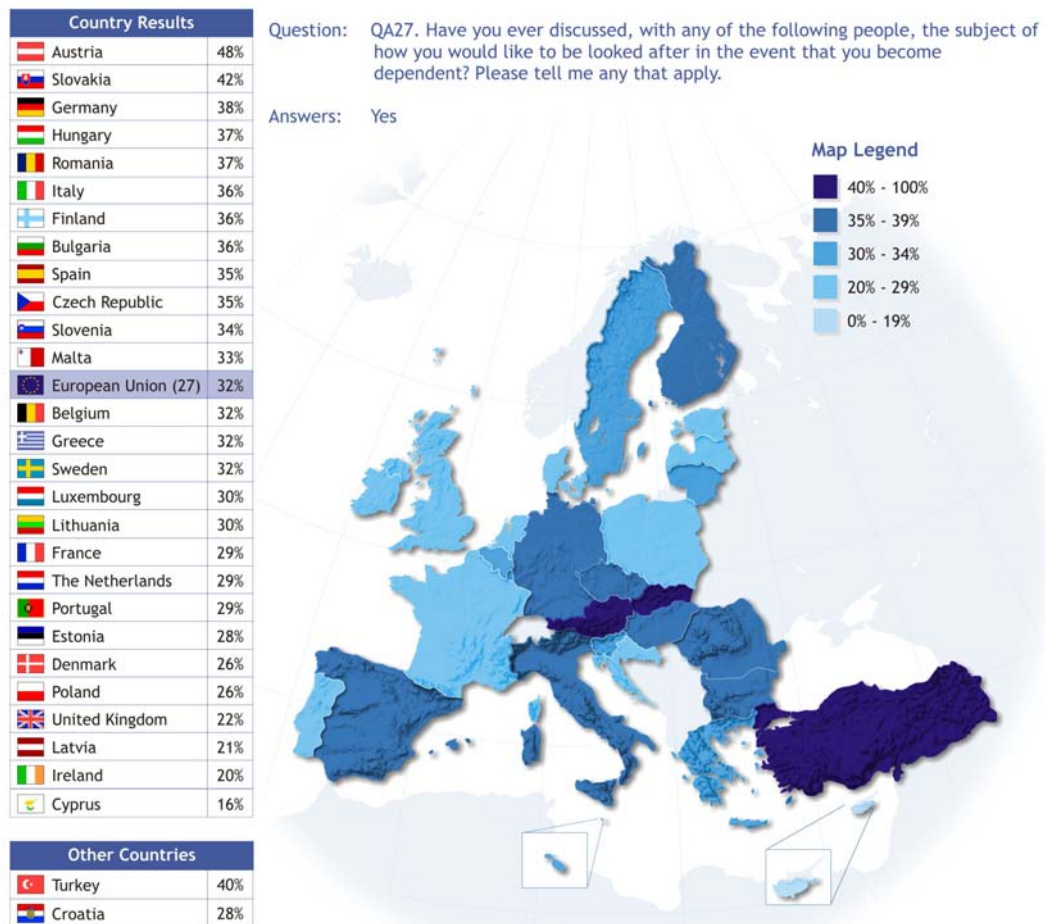 Country Results
Austria 48%
Slovakia 42%
Germany 38%
Hungary 37%
Romania 37%
Italy 36%
Finland 36%
Bulgaria 36%
Spain 35%
Czech Republic 35%
Slovenia 34%
Malta 33%
European Union (27) 32%
Belgium 32%
Greece 32%
Sweden 32%
Luxembourg 30%
Lithuania 30%
France 29%
The Netherlands 29%
Portugal 29%
Estonia 28%
Denmark 26%
Poland 26%
United Kingdom 22%
Latvia 21%
Ireland 20%
Cyprus 16%
Other Countries
Turkey 40%
Croatia 28%
Question: QA27. Have you ever discussed, with any of the following people, the subject of
how you would like to be looked after in the event that you become
dependent? Please tell me any that apply.
Answers: Yes
Map Legend
40% - 100%
35% - 39%
30% - 34%
20% - 29%
0% - 19%